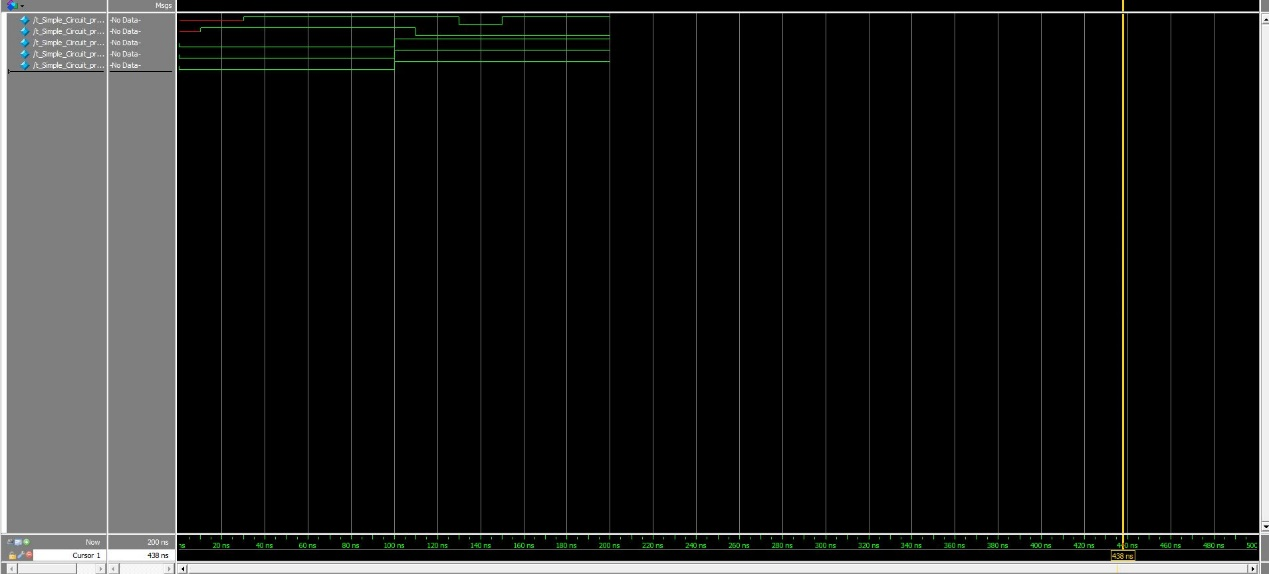 Msgs
/t_Simple_Circuit_pr... -No Data-
/t_Simple_Circuit_pr... -No Data-
/t_Simple_Circuit_pr... -No Data-
/t_Simple_Circuit_pr... -No Data-
/t_Simple_Circuit_pr... -No Data-
Now 200 ns
ns 20 ns 40 ns 60 ns 80 ns 100 ns 120 ns 140 ns 160 ns 180 ns 200 ns 220 ns 240 ns 260 ns 280 ns 300 ns 320 ns 340 ns 360 ns 380 ns 400 ns 420 ns 440 ns 460 ns 480 ns 500
Cursor 1 438 ns
438 ns